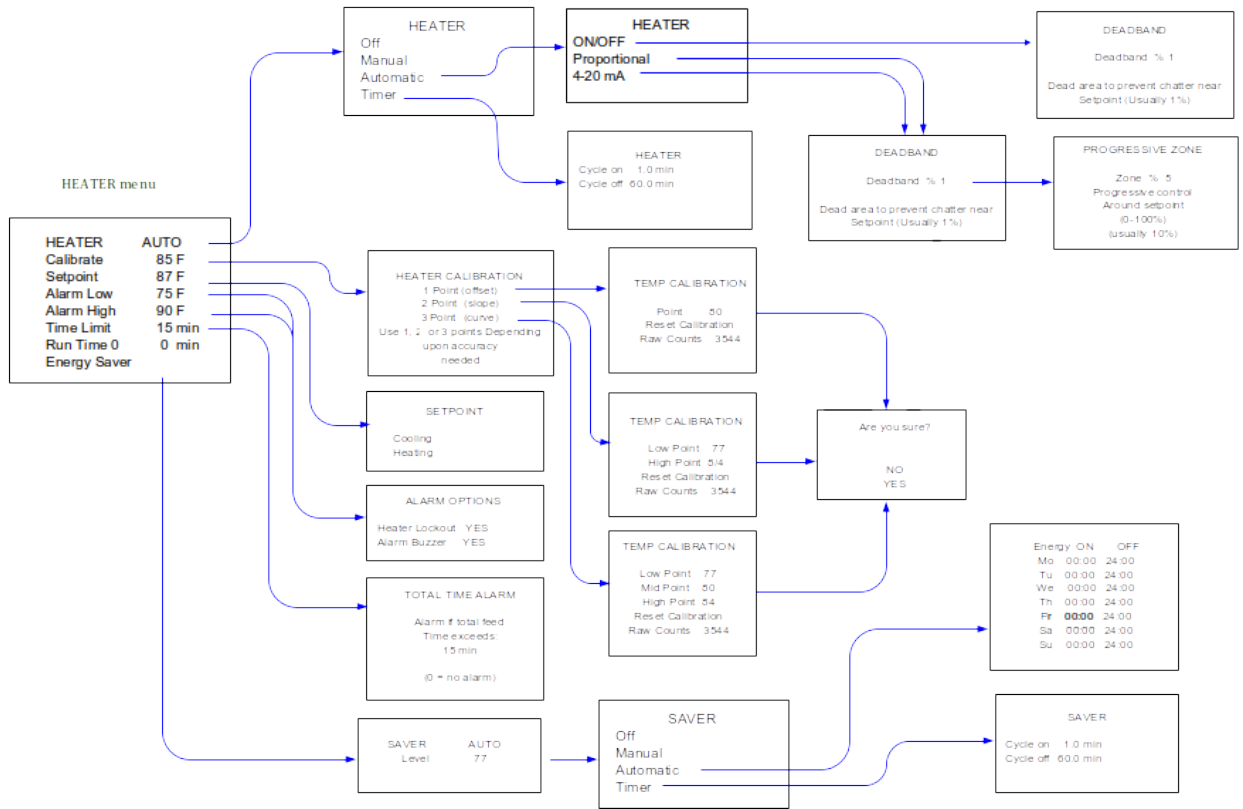 HEATER menu
HEATER AUTO
Calibrate 85 F
Setpoint 87 F
Alarm Low 75 F
Alarm High 90 F
Time Limit 15 min
Run Time 0 0 min
Energy Saver
HEATER
Off
Manual
Automatic
Timer
HEATER
ON/OFF
Proportional
4-20 mA
DEADBAND
Deadband % 1
Dead area to prevent chatter near
Setpoint (Usually 1%)
HEATER
Cycle on 1.0 min
Cycle off 60.0 min
DEADBAND
Deadband % 1
Dead area to prevent chatter near
Setpoint (Usually 1%)
PROGRESSIVE ZONE
Zone % 5
Progressive control
Around setpoint
(0-100%)
(usually 10%)
HEATER CALIBRATION
1 Point (offset)
2 Point (slope)
3 Point (curve)
Use 1, 2 or 3 points Depending
upon accuracy
needed
TEMP CALIBRATION
Point 50
Reset Calibration
Raw Counts 3544
SETPOINT
Cooling
Heating
TEMP CALIBRATION
Low Point 77
High Point 5/4
Reset Calibration
Raw Counts 3544
Are you sure?
NO
YES
ALARM OPTIONS
Heater Lockout YES
Alarm Buzzer YES
TEMP CALIBRATION
Low Point 77
Mid Point 50
High Point 54
Reset Calibration
Raw Counts 3544
TOTAL TIME ALARM
Alarm if total feed
Time exceeds:
15 min
(0 = no alarm)
Energy ON OFF
Mo 00:00 24:00
Tu 00:00 24:00
We 00:00 24:00
Th 00:00 24:00
Fr 00:00 24:00
Sa 00:00 24:00
Su 00:00 24:00
SAVER AUTO
Level 77
SAVER
Off
Manual
Automatic
Timer
SAVER
Cycle on 1.0 min
Cycle off 60.0 min